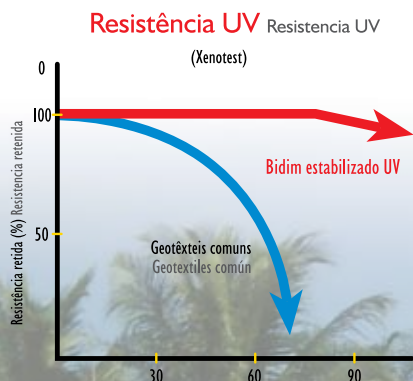 Resistência UV Resistencia UV
(Xenotest)
0
100
50
Resistência retida (%) Resistencia retenida
Bidim estabilizado UV
Geotêxteis comuns
Geotextiles común
30
60
90